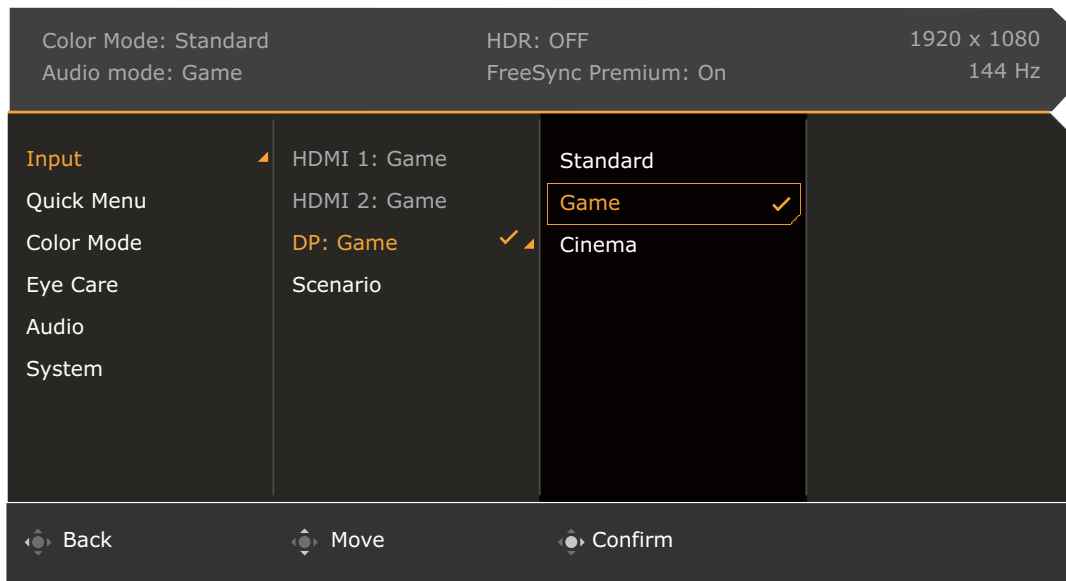 Color Mode: Standard
Audio mode: Game
HDR: OFF
FreeSync Premium: On
1920 x 1080
144 Hz
Input
Quick Menu
Color Mode
Eye Care
Audio
System
HDMI 1: Game
HDMI 2: Game
DP: Game
Scenario
Standard
Game
Cinema
Back
Move
Confirm